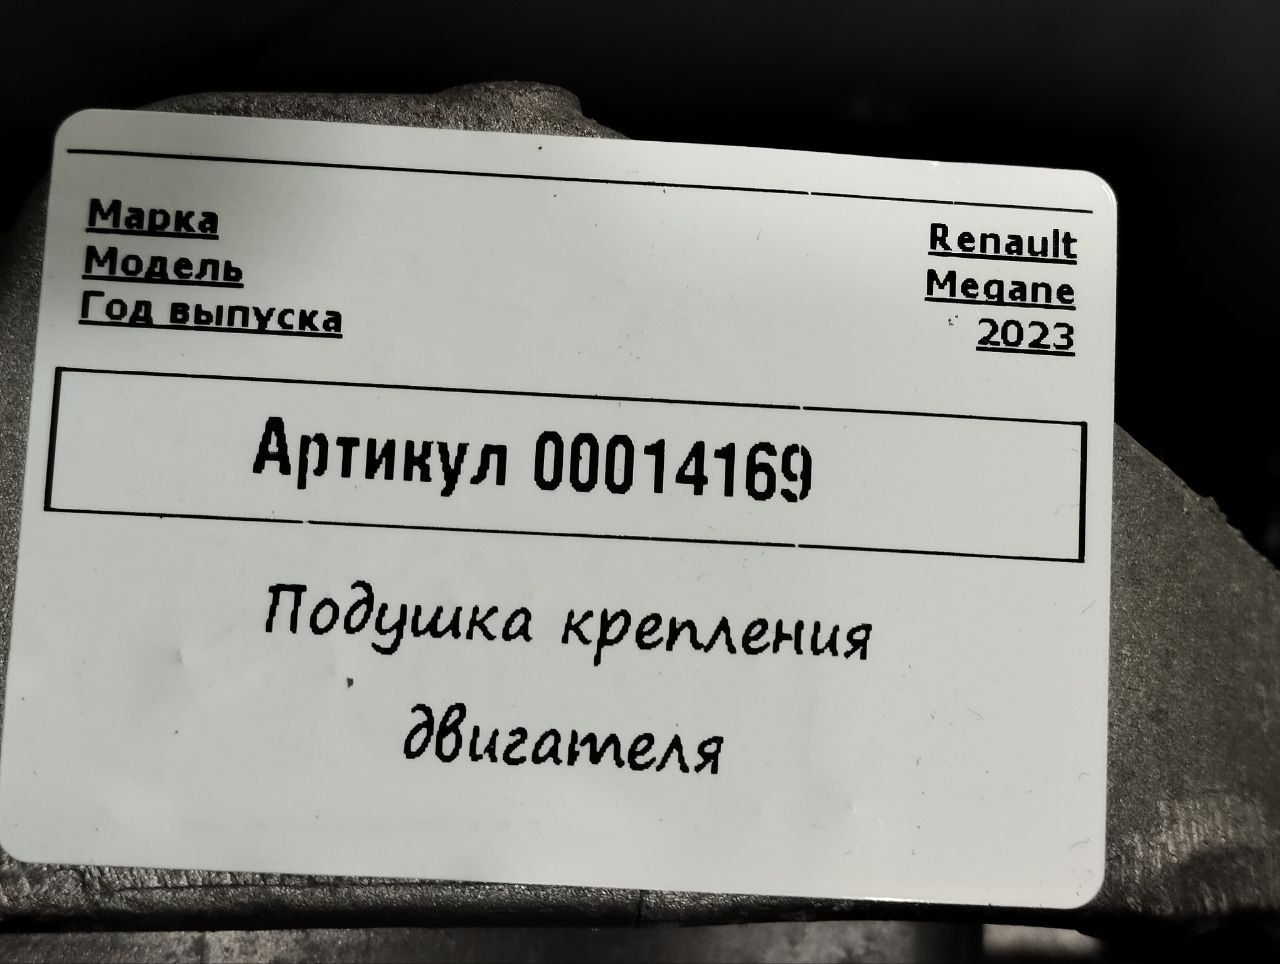 Марка Renault
Модель Megane
Год выпуска 2023
Артикул 00014169
Подушка крепления
двигателя